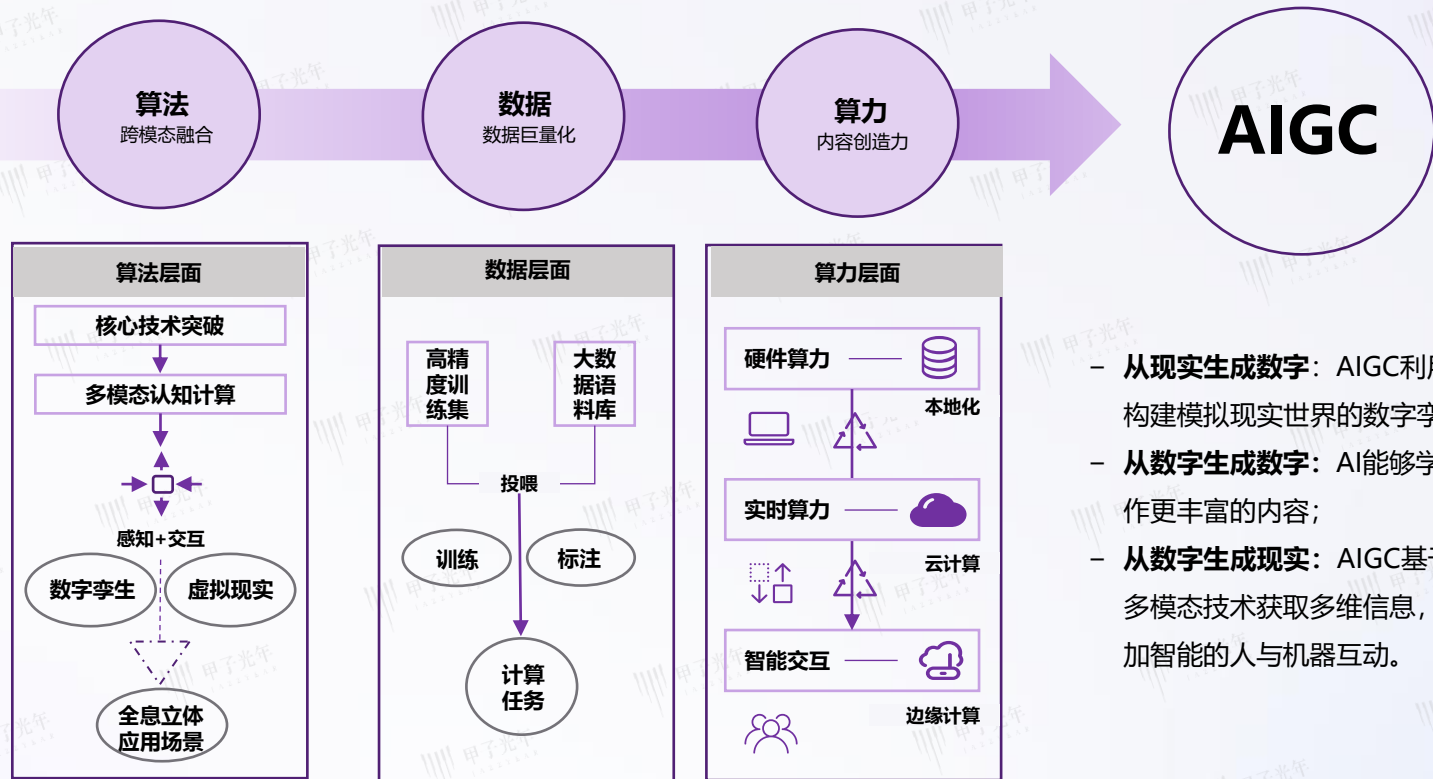 算法
跨模态融合
数据
数据巨量化
算力
内容创造力
AIGC
算法层面
核心技术突破
多模态认知计算
感知+交互
数字孪生
虚拟现实
全息立体
应用场景
数据层面
高精
度训
练集
大数
据语
料库
投喂
训练
标注
计算
任务
算力层面
硬件算力
本地化
实时算力
云计算
智能交互
边缘计算
– 从现实生成数字：AIGC利
构建模拟现实世界的数字孪
– 从数字生成数字：AI能够学
作更丰富的内容；
– 从数字生成现实：AIGC基
多模态技术获取多维信息，
加智能的人与机器互动。
甲子光年